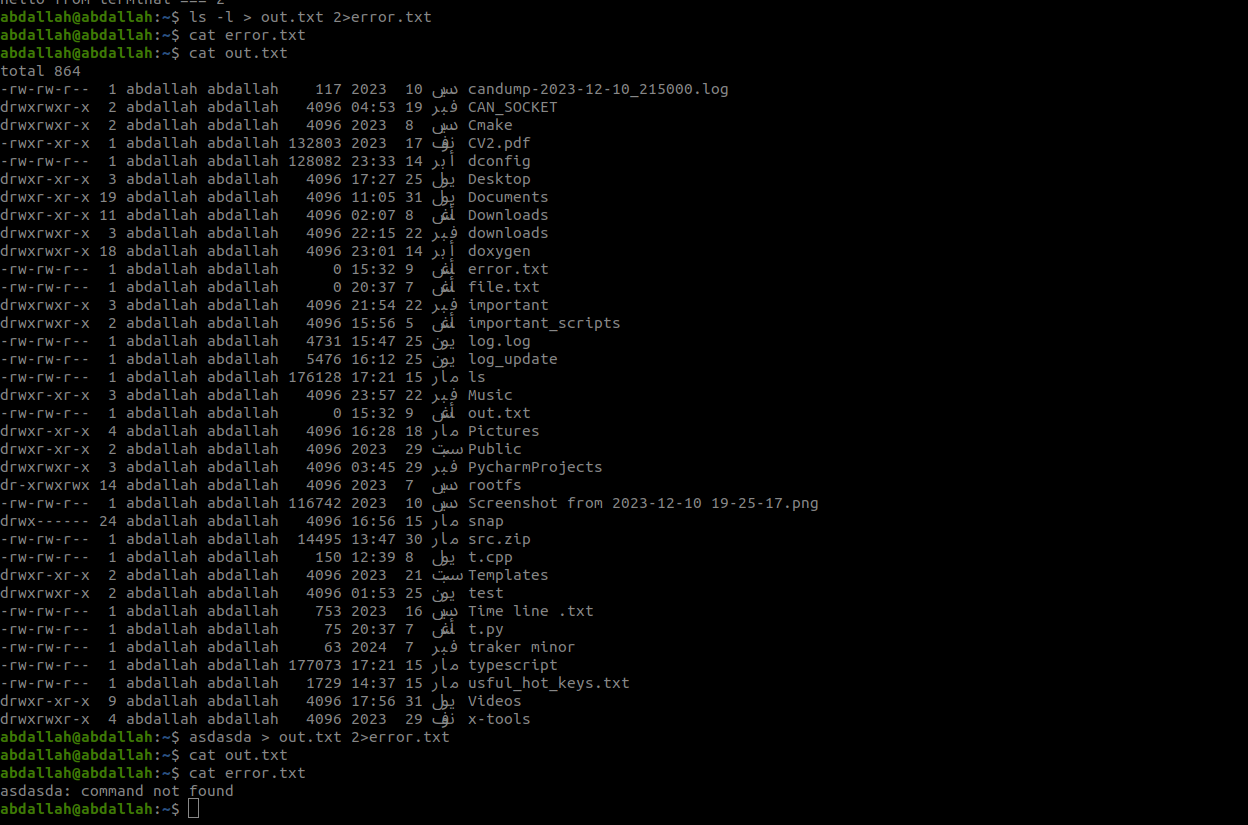 hello from terminal === 2
abdallah@abdallah:~$ ls -l > out.txt 2>error.txt
abdallah@abdallah:~$ cat error.txt
abdallah@abdallah:~$ cat out.txt
total 864
-rw-rw-r--  1 abdallah abdallah    117 2023  10 ديس candump-2023-12-10_215000.log
drwxrwxr-x  2 abdallah abdallah   4096 04:53 19 فبر CAN_SOCKET
drwxrwxr-x  2 abdallah abdallah   4096 2023  8  ديس Cmake
-rwxr-xr-x  1 abdallah abdallah 132803 2023  17 نوف CV2.pdf
-rw-rw-r--  1 abdallah abdallah 128082 23:33 14 أبر dconfig
drwxr-xr-x  3 abdallah abdallah   4096 17:27 25 يول Desktop
drwxr-xr-x 19 abdallah abdallah   4096 11:05 31 يول Documents
drwxr-xr-x 11 abdallah abdallah   4096 02:07 8  أغس Downloads
drwxrwxr-x  3 abdallah abdallah   4096 22:15 22 فبر downloads
drwxrwxr-x 18 abdallah abdallah   4096 23:01 14 أبر doxygen
-rw-rw-r--  1 abdallah abdallah      0 15:32 9  أغس error.txt
-rw-rw-r--  1 abdallah abdallah      0 20:37 7  أغس file.txt
drwxrwxr-x  3 abdallah abdallah   4096 21:54 22 فبر important
drwxrwxr-x  2 abdallah abdallah   4096 15:56 5  أغس important_scripts
-rw-rw-r--  1 abdallah abdallah   4731 15:47 25 يون log.log
-rw-rw-r--  1 abdallah abdallah   5476 16:12 25 يون log_update
-rw-rw-r--  1 abdallah abdallah 176128 17:21 15 مار ls
drwxr-xr-x  3 abdallah abdallah   4096 23:57 22 فبر Music
-rw-rw-r--  1 abdallah abdallah      0 15:32 9  أغس out.txt
drwxr-xr-x  4 abdallah abdallah   4096 16:28 18 مار Pictures
drwxr-xr-x  2 abdallah abdallah   4096 2023  29 سبت Public
drwxrwxr-x  3 abdallah abdallah   4096 03:45 29 فبر PycharmProjects
dr-xrwxrwx 14 abdallah abdallah   4096 2023  7  ديس rootfs
-rw-rw-r--  1 abdallah abdallah 116742 2023  10 ديس Screenshot from 2023-12-10 19-25-17.png
drwx------ 24 abdallah abdallah   4096 16:56 15 مار snap
-rw-rw-r--  1 abdallah abdallah  14495 13:47 30 مار src.zip
-rw-rw-r--  1 abdallah abdallah    150 12:39 8  يول t.cpp
drwxr-xr-x  2 abdallah abdallah   4096 2023  21 سبت Templates
drwxrwxr-x  2 abdallah abdallah   4096 01:53 25 يون test
-rw-rw-r--  1 abdallah abdallah    753 2023  16 ديس Time line .txt
-rw-rw-r--  1 abdallah abdallah     75 20:37 7  أغس t.py
-rw-rw-r--  1 abdallah abdallah     63 2024  7  فبر traker minor
-rw-rw-r--  1 abdallah abdallah 177073 17:21 15 مار typescript
-rw-rw-r--  1 abdallah abdallah   1729 14:37 15 مار usful_hot_keys.txt
drwxr-xr-x  9 abdallah abdallah   4096 17:56 31 يول Videos
drwxrwxr-x  4 abdallah abdallah   4096 2023  29 نوف x-tools
abdallah@abdallah:~$ asdasda > out.txt 2>error.txt
abdallah@abdallah:~$ cat out.txt
abdallah@abdallah:~$ cat error.txt
asdasda: command not found
abdallah@abdallah:~$